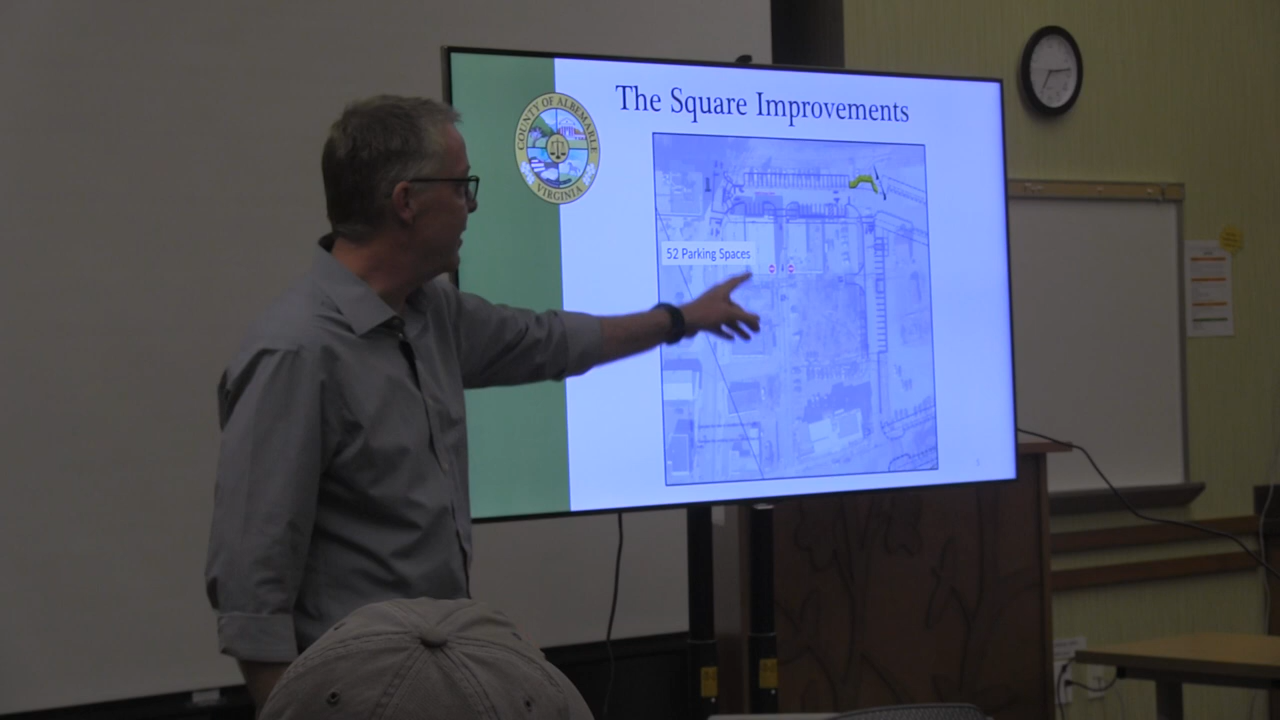 The Square Improvements
COUNTY OF ALBEMARLE
VIRGINIA
52 Parking Spaces